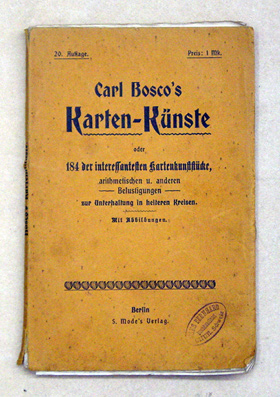 20. Auflage.
Preis: 1 Mk.
Carl Bosco's
Karten-Künste
oder
184 der interessantesten Kartenkunststücke,
arithmetischen u. anderen
Belustigungen
zur Unterhaltung in heiteren Kreisen.
Mit Abbildungen.
Berlin
S. Mode's Verlag.